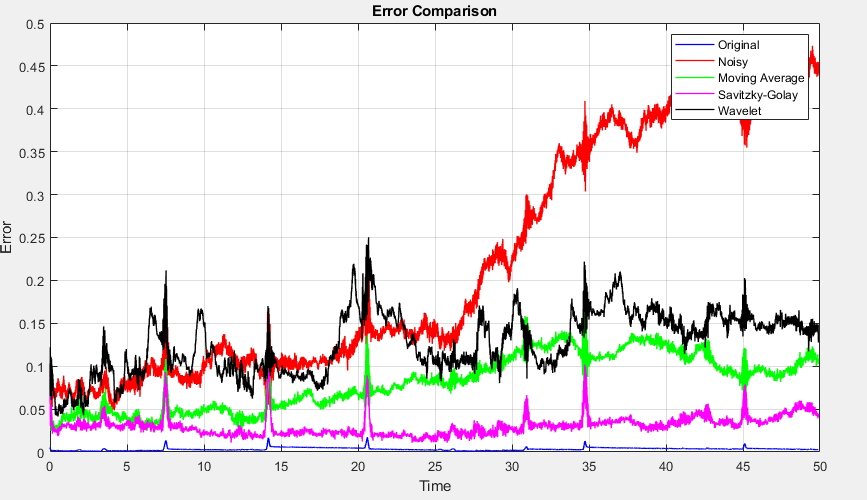 Error Comparison
0.5
0.45
0.4
0.35
0.3
0.25
0.2
0.15
0.1
0.05
0
Error
Original
Noisy
Moving Average
Savitzky-Golay
Wavelet
0 5 10 15 20 25 30 35 40 45 50
Time